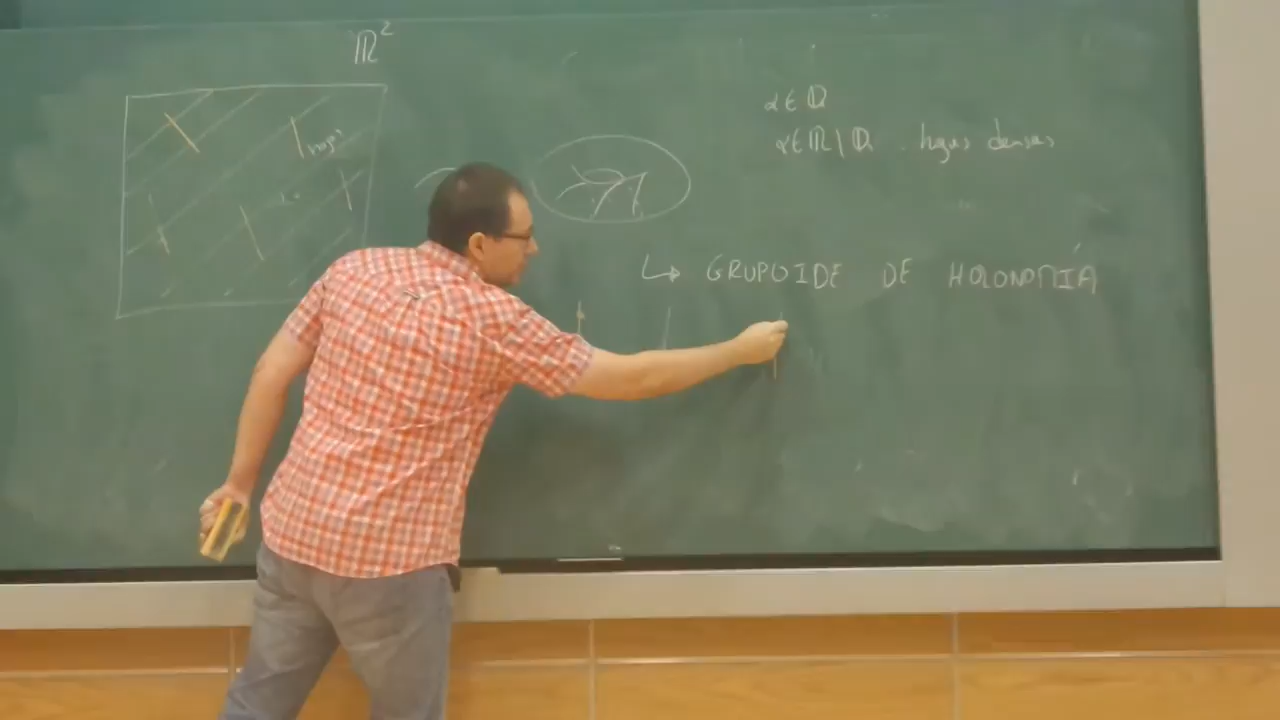 ℝ²
α∈ℚ
α∈ℝ\ℚ . hojas densas
↳ GRUPOIDE DE HOLONOMÍA